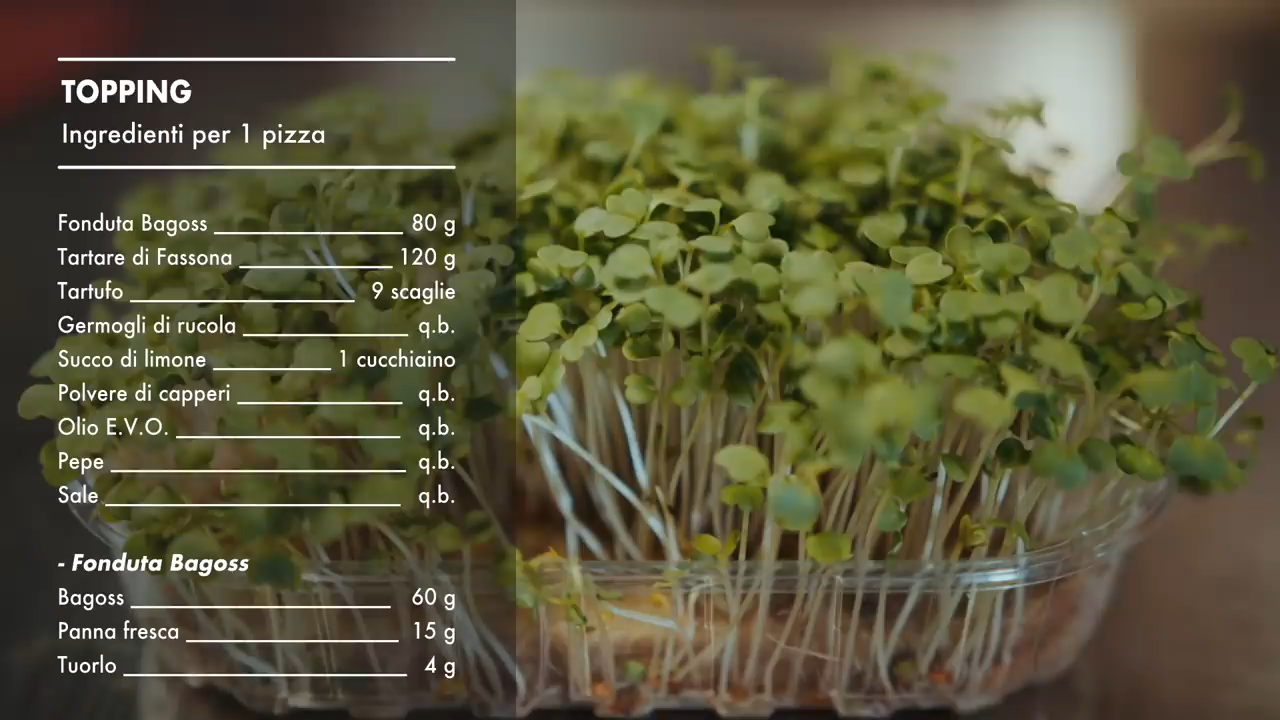 TOPPING
Ingredienti per 1 pizza
Fonduta Bagoss 80 g
Tartare di Fassona 120 g
Tartufo 9 scaglie
Germogli di rucola q.b.
Succo di limone 1 cucchiaino
Polvere di capperi q.b.
Olio E.V.O. q.b.
Pepe q.b.
Sale q.b.
- Fonduta Bagoss
Bagoss 60 g
Panna fresca 15 g
Tuorlo 4 g